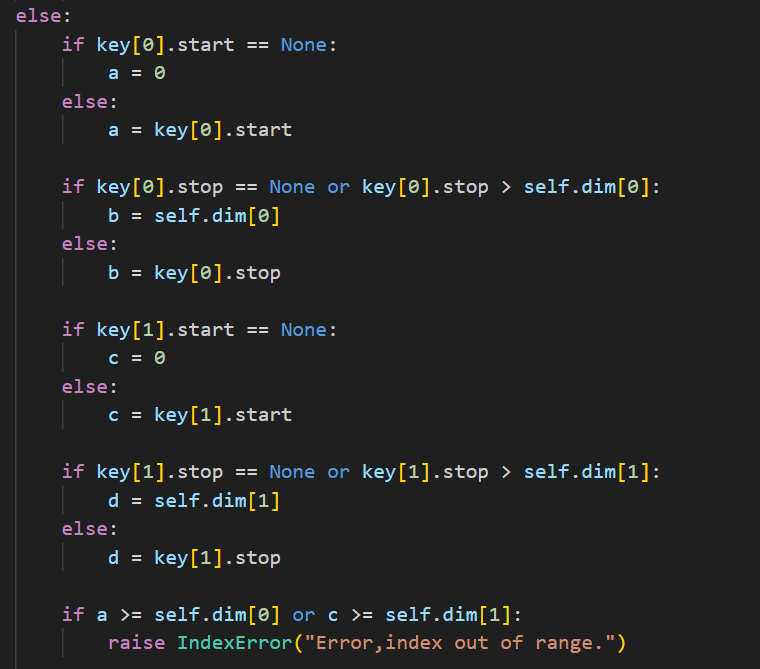 else:
    if key[0].start == None:
        a = 0
    else:
        a = key[0].start

    if key[0].stop == None or key[0].stop > self.dim[0]:
        b = self.dim[0]
    else:
        b = key[0].stop

    if key[1].start == None:
        c = 0
    else:
        c = key[1].start

    if key[1].stop == None or key[1].stop > self.dim[1]:
        d = self.dim[1]
    else:
        d = key[1].stop

    if a >= self.dim[0] or c >= self.dim[1]:
        raise IndexError("Error,index out of range.")